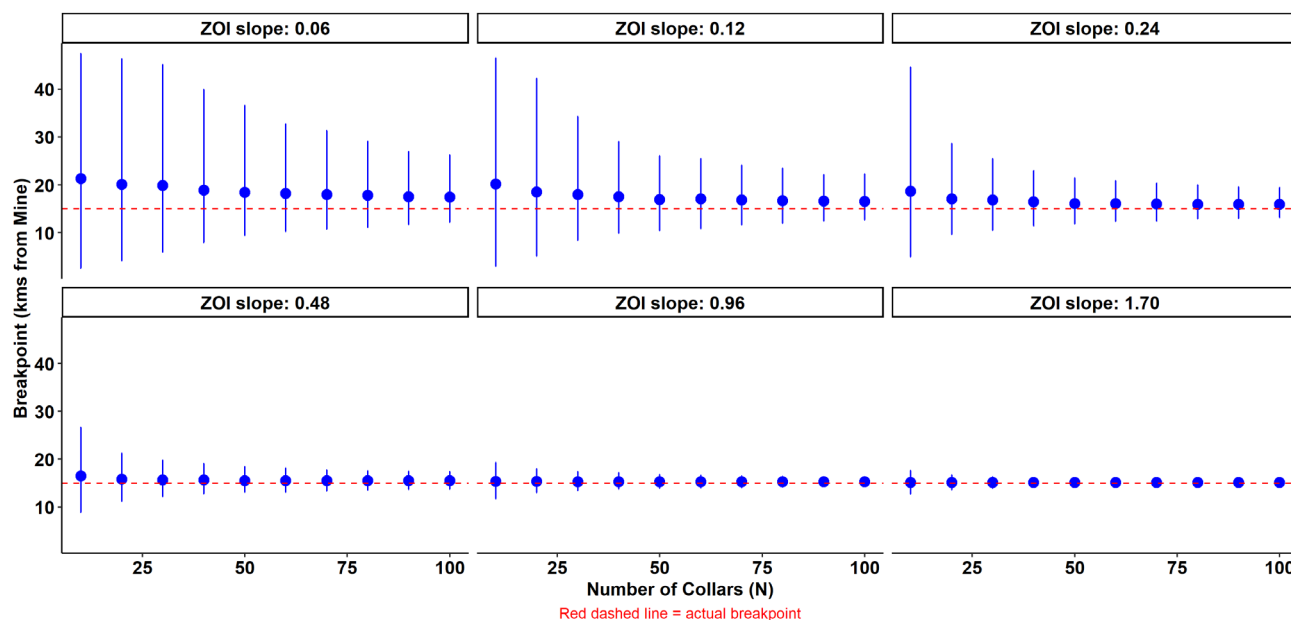 ZOI slope: 0.06
ZOI slope: 0.12
ZOI slope: 0.24
40
30
20
10
ZOI slope: 0.48
ZOI slope: 0.96
ZOI slope: 1.70
40
30
20
10
Breakpoint (kms from Mine)
25 50 75 100
25 50 75 100
25 50 75 100
Number of Collars (N)
Red dashed line = actual breakpoint